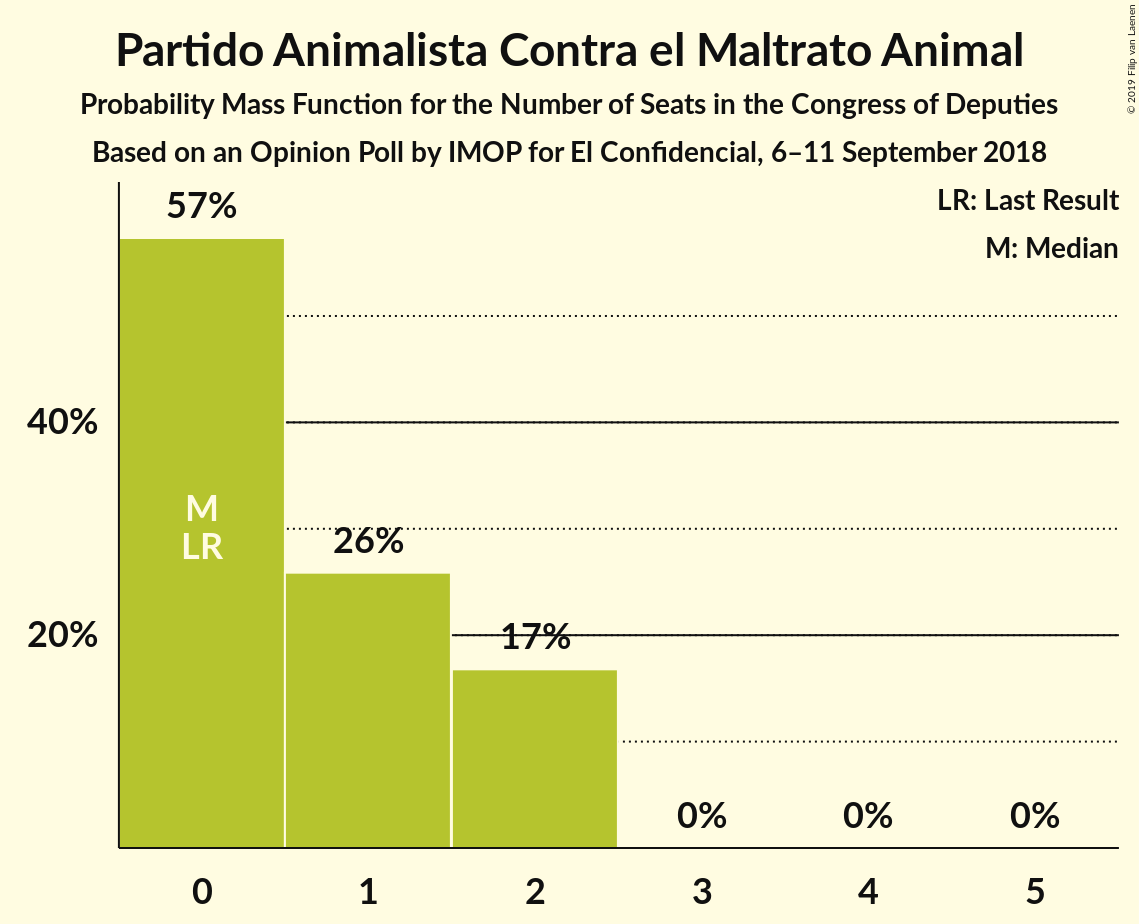 Partido Animalista Contra el Maltrato Animal
Probability Mass Function for the Number of Seats in the Congress of Deputies
Based on an Opinion Poll by IMOP for El Confidencial, 6–11 September 2018
© 2019 Filip van Laenen
LR: Last Result
M: Median
57%
40%
M
LR
26%
20%
17%
0% 0% 0%
0 1 2 3 4 5